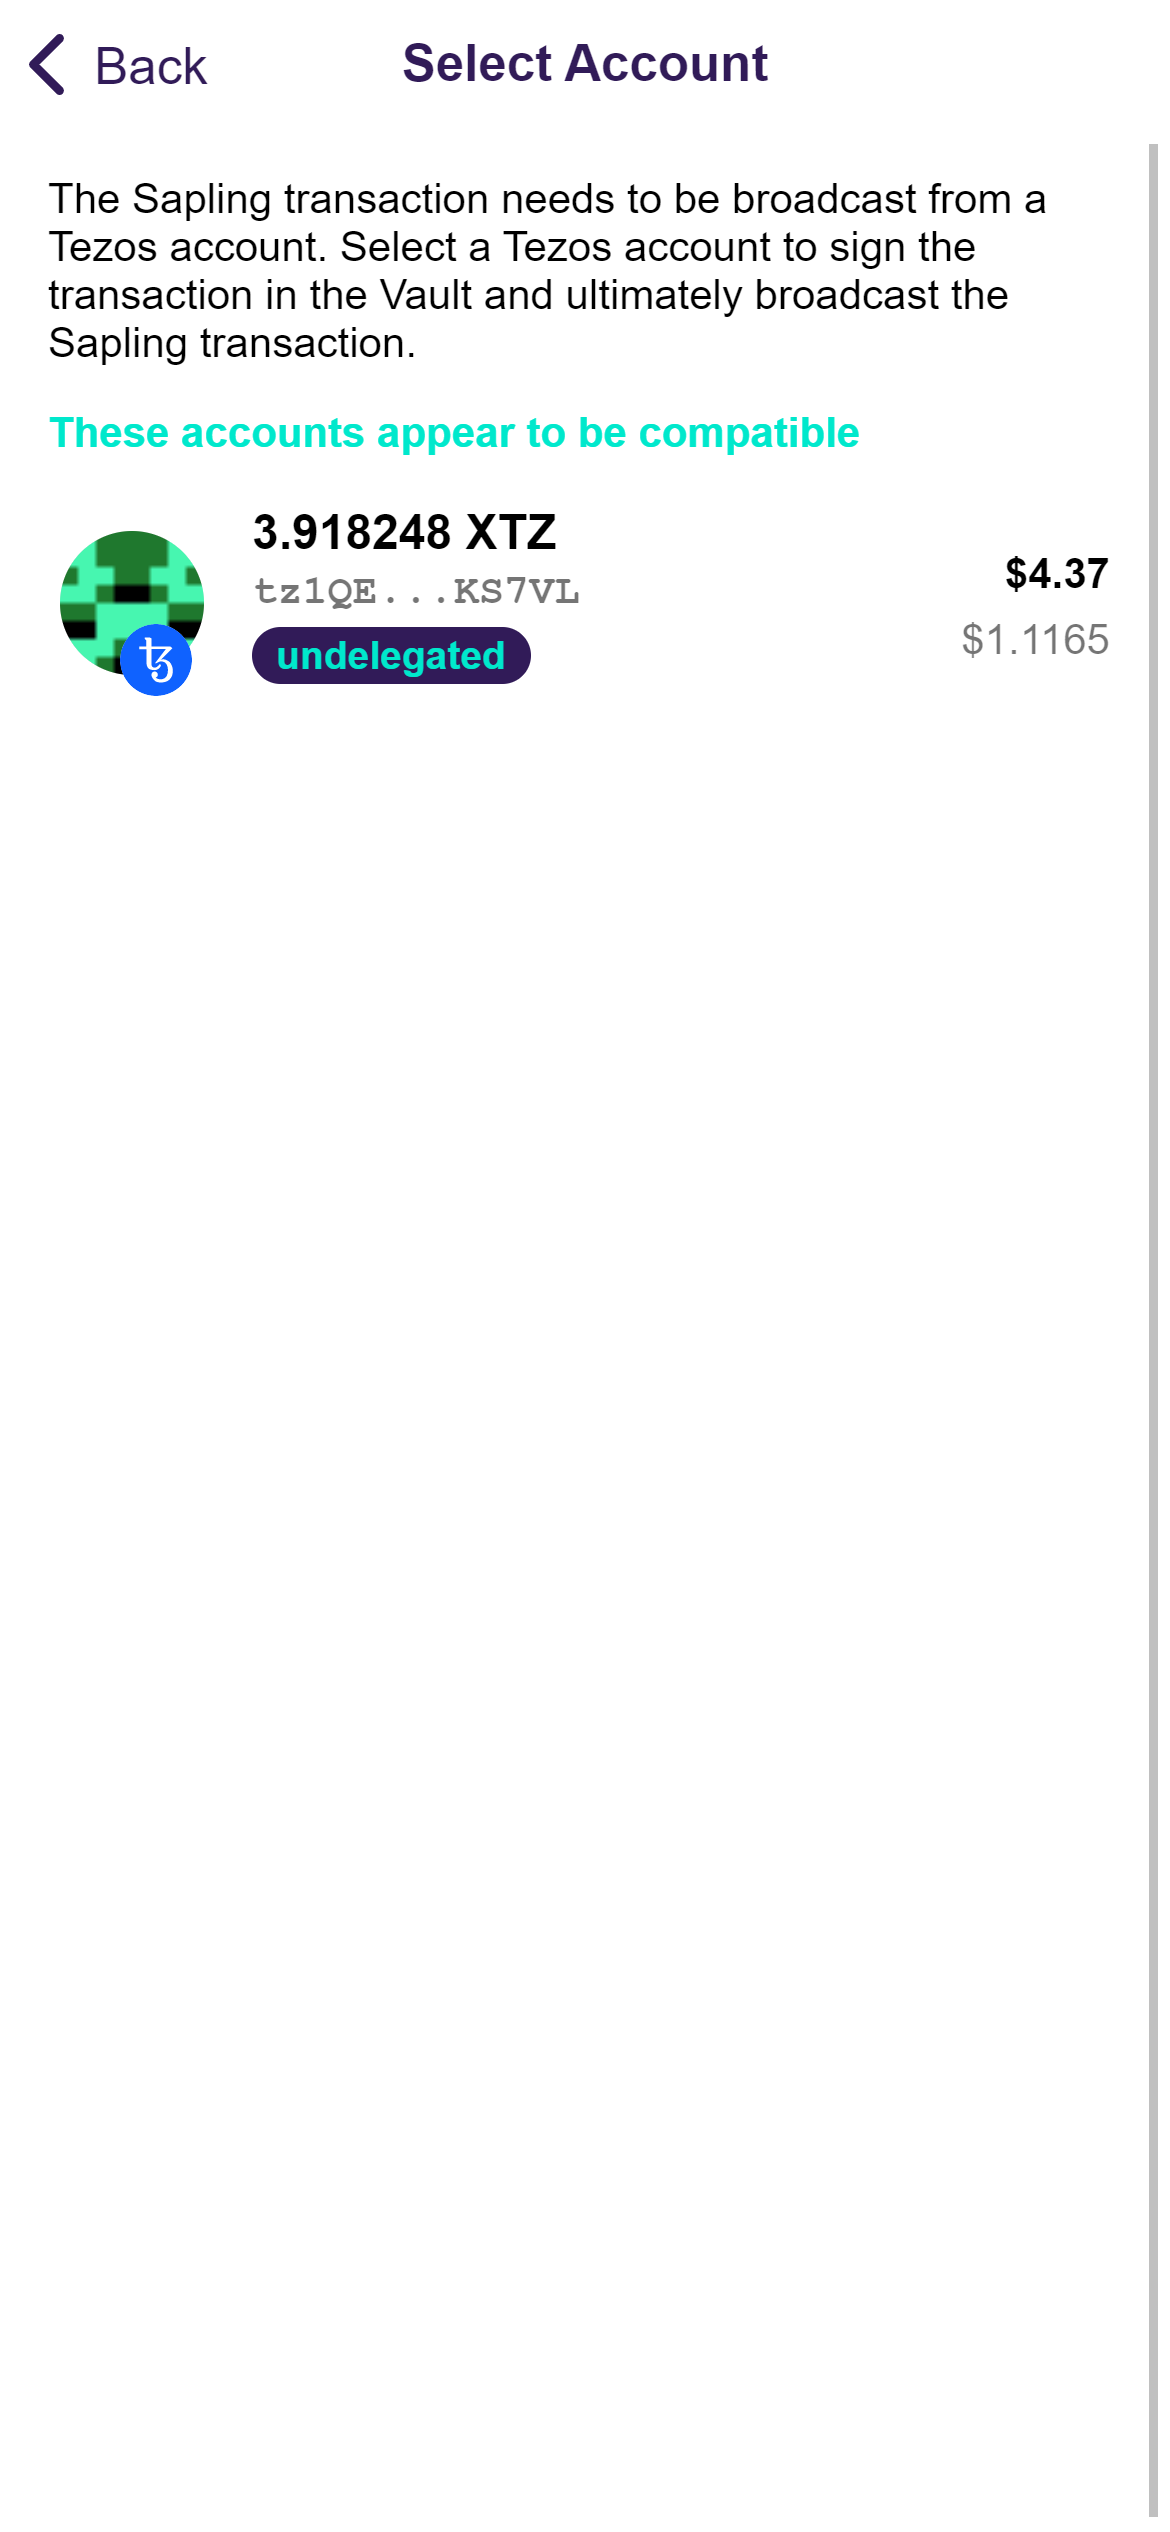 Back
Select Account
The Sapling transaction needs to be broadcast from a
Tezos account. Select a Tezos account to sign the
transaction in the Vault and ultimately broadcast the
Sapling transaction.
These accounts appear to be compatible
3.918248 XTZ
tz1QE...KS7VL
undelegated
$4.37
$1.1165